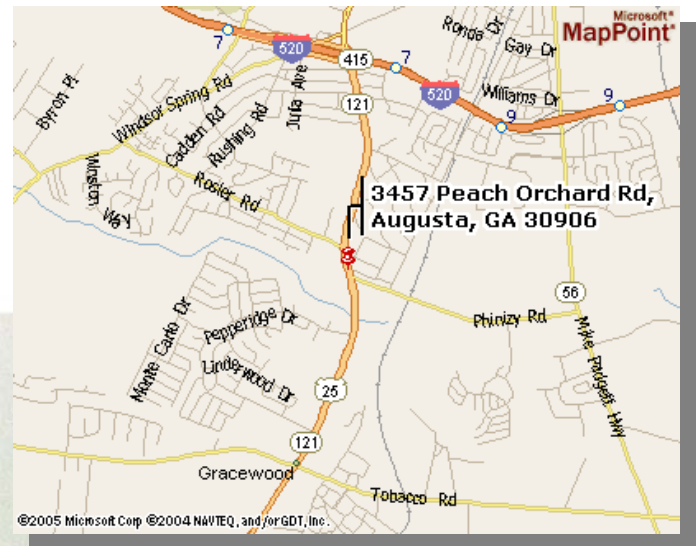 Microsoft®
MapPoint®
Ronda Dr
Gay Dr
7
520
415
7
Julia Ave
520
Williams Dr
9
121
9
Byron Pl
Windsor Spring Rd
Cadden Rd
Rushing Rd
Winston Way
Rosier Rd
3457 Peach Orchard Rd,
Augusta, GA 30906
56
Phinizy Rd
Mike Padgett Hwy
Monte Carlo Dr
Pepperidge Dr
Linderwood Dr
25
121
Gracewood
Tobacco Rd
©2005 Microsoft Corp ©2004 NAVTEQ, and/or GDT, Inc.